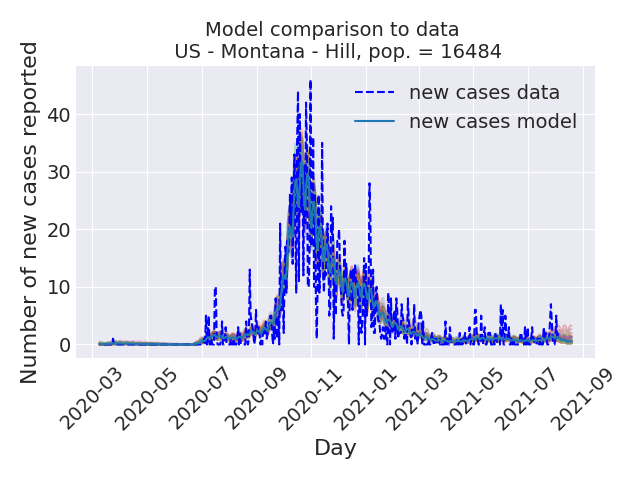 Model comparison to data
US - Montana - Hill, pop. = 16484
Number of new cases reported
40
30
20
10
0
new cases data
new cases model
2020-03
2020-05
2020-07
2020-09
2020-11
2021-01
2021-03
2021-05
2021-07
2021-09
Day